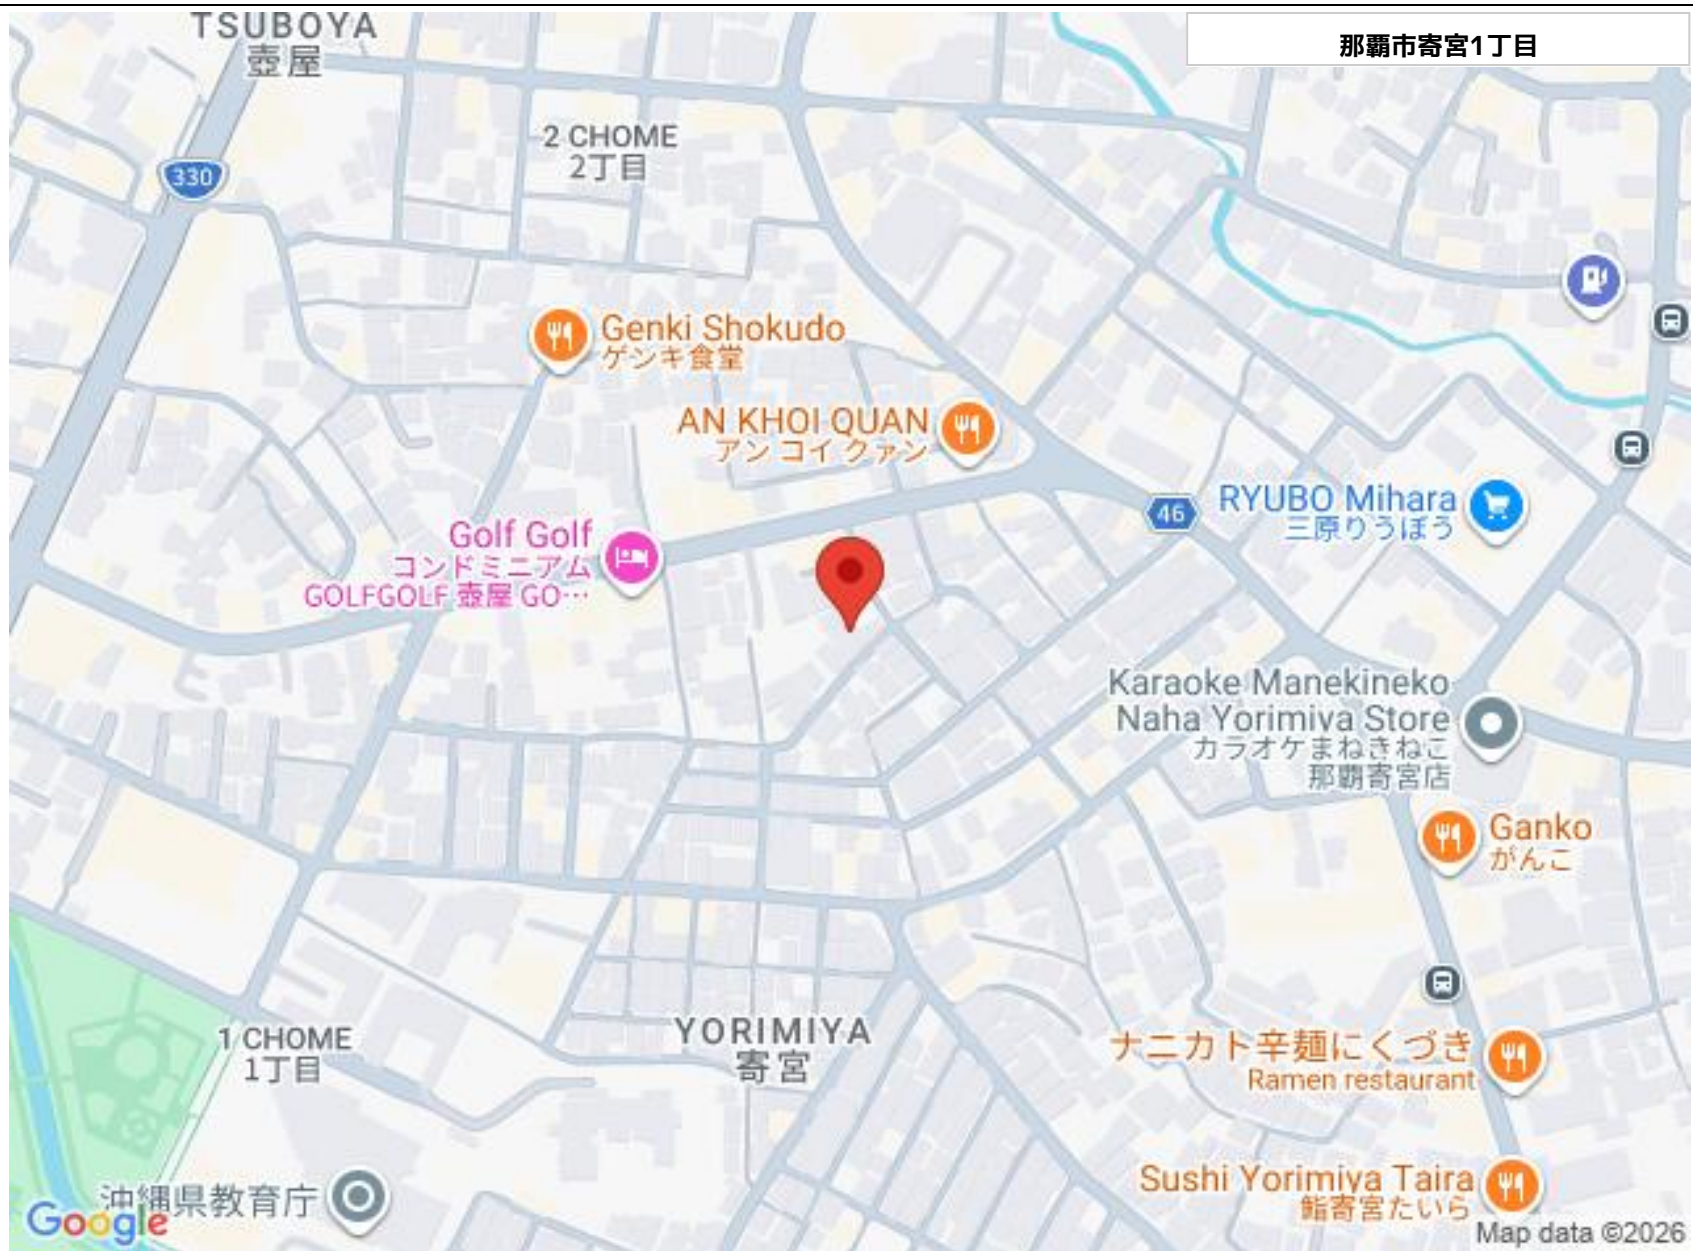 TSUBOYA
壺屋
那覇市寄宮1丁目
2 CHOME
2丁目
330
Genki Shokudo
ゲンキ食堂
AN KHOI QUAN
アン コイ クァン
46
RYUBO Mihara
三原りうぼう
Golf Golf
コンドミニアム
GOLFGOLF 壺屋 GO…
Karaoke Manekineko
Naha Yorimiya Store
カラオケまねきねこ
那覇寄宮店
Ganko
がんこ
1 CHOME
1丁目
YORIMIYA
寄宮
ナニカト辛麺にくづき
Ramen restaurant
Sushi Yorimiya Taira
鮨寄宮たいら
沖縄県教育庁
Google
Map data ©2026